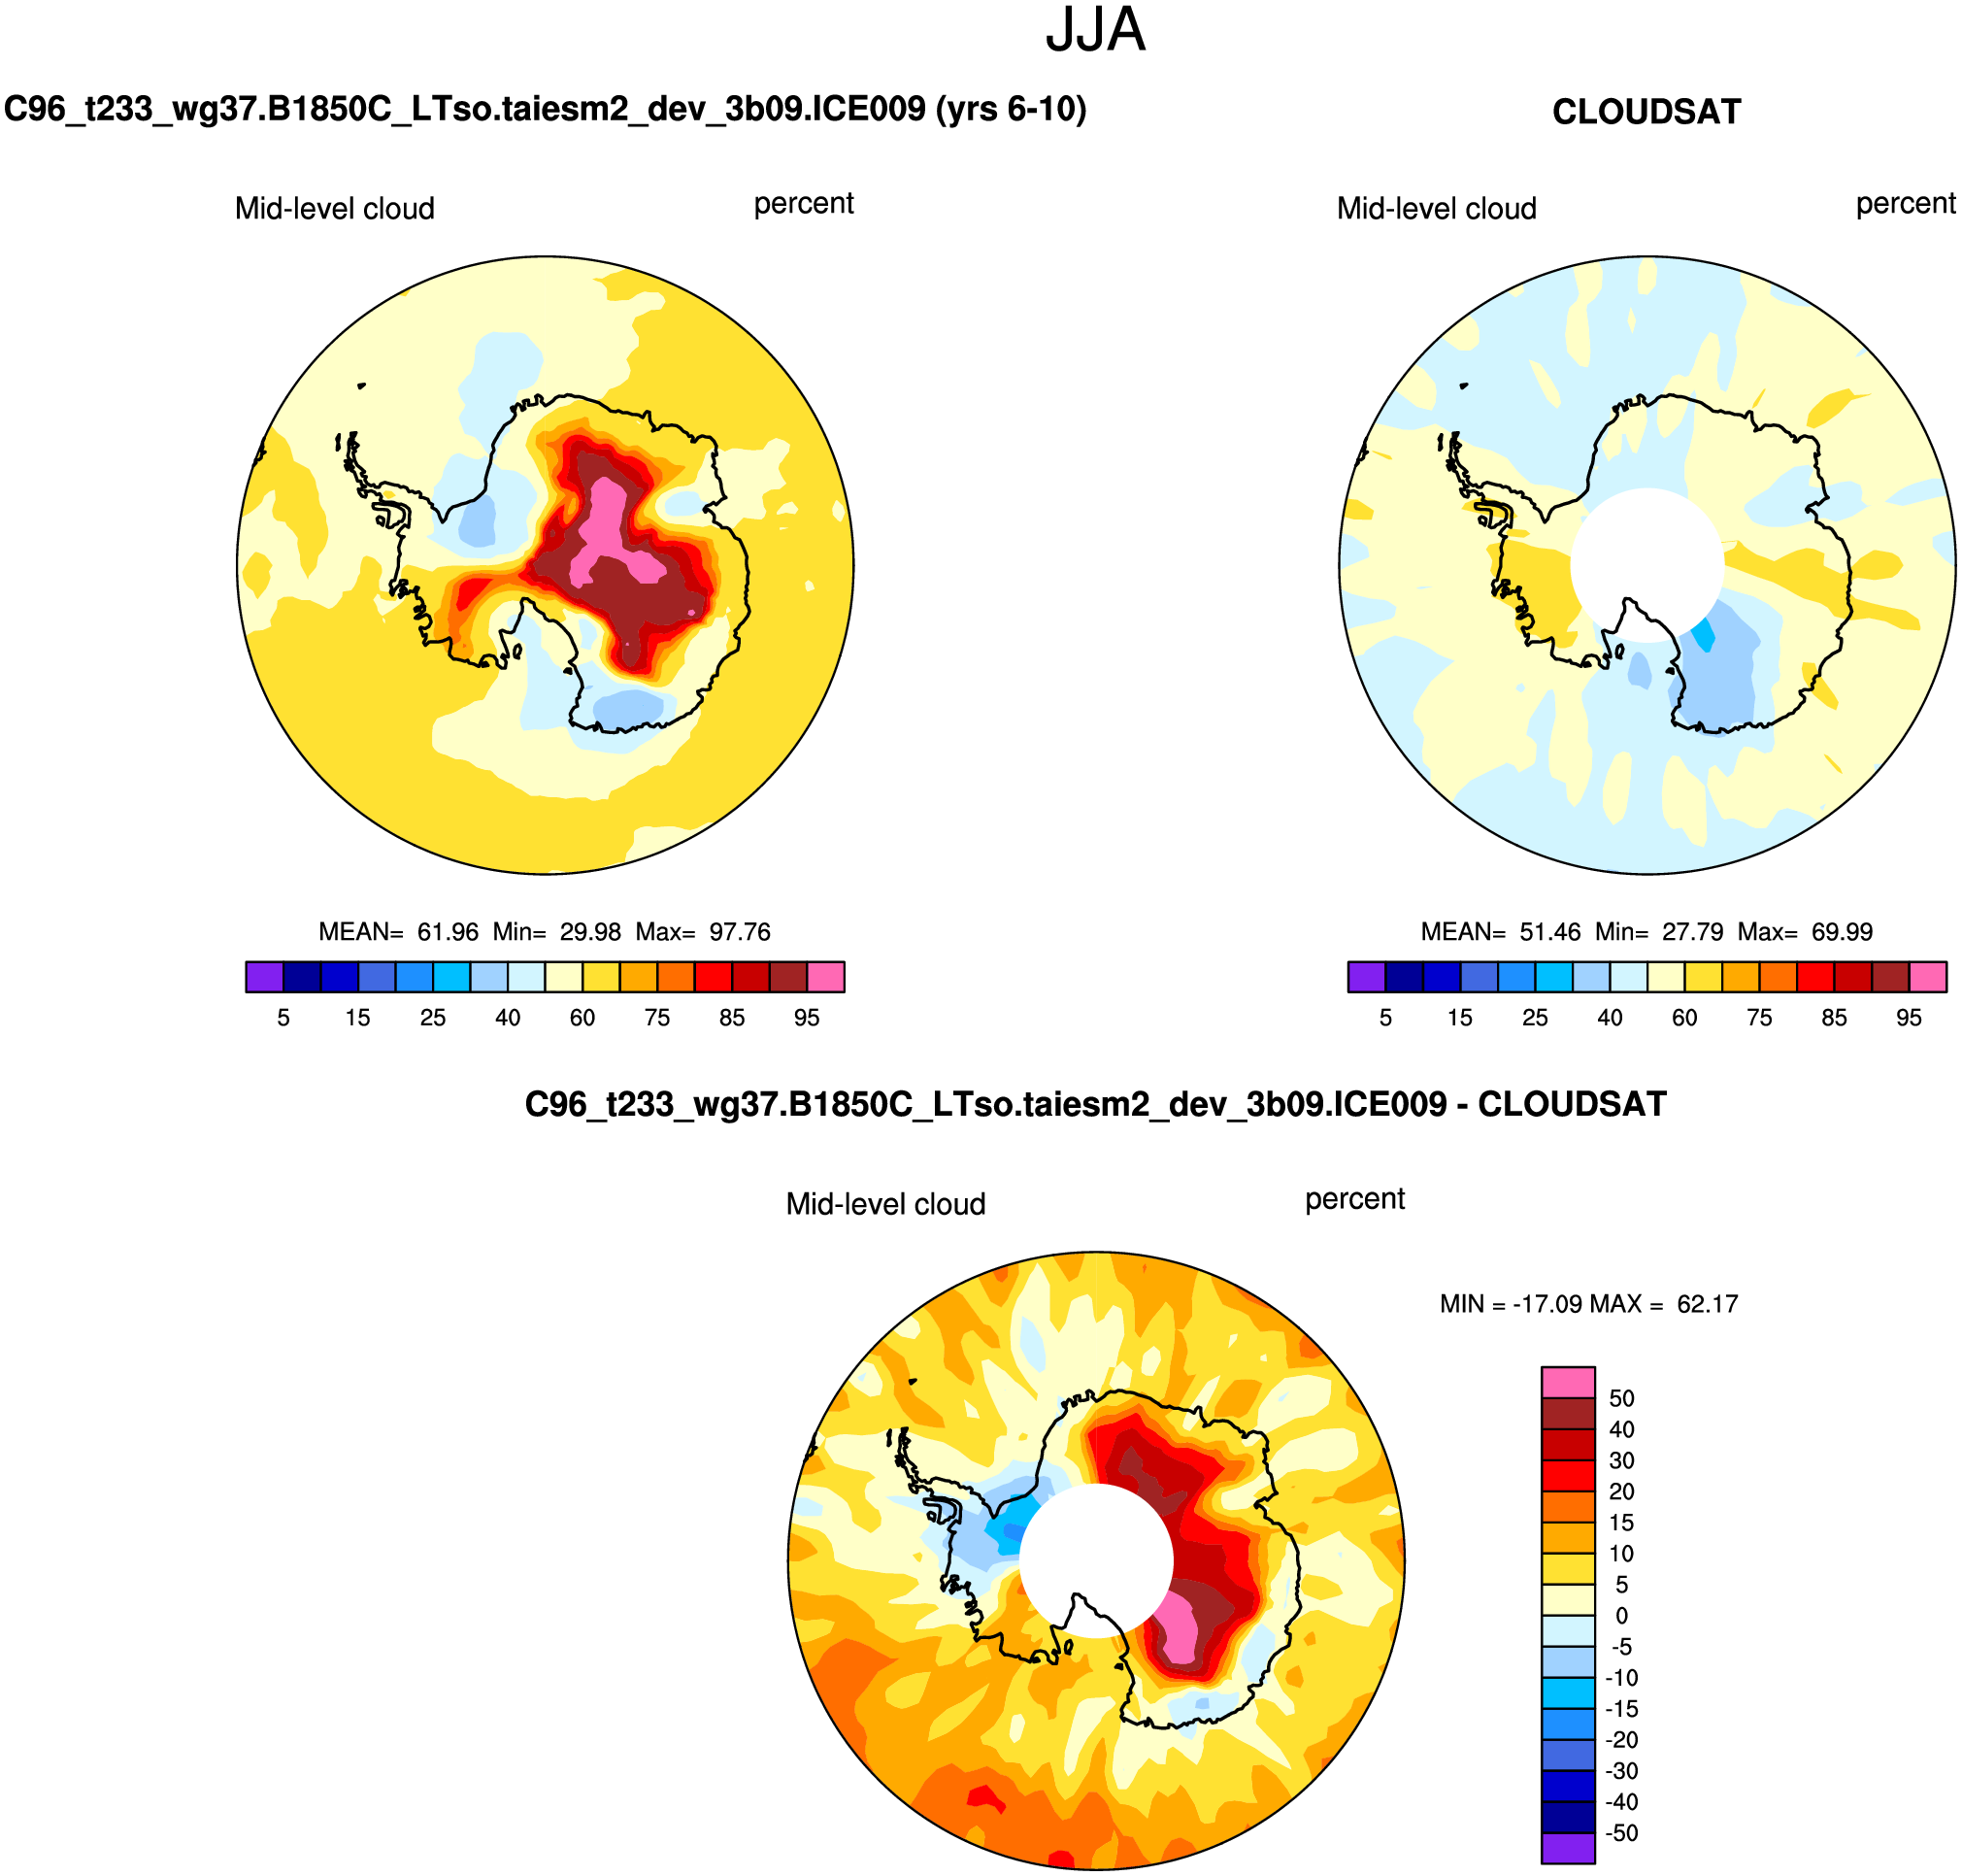 JJA
C96_t233_wg37.B1850C_LTso.taiesm2_dev_3b09.ICE009 (yrs 6-10)
CLOUDSAT
Mid-level cloud percent
Mid-level cloud percent
MEAN= 61.96 Min= 29.98 Max= 97.76
5 15 25 40 60 75 85 95
MEAN= 51.46 Min= 27.79 Max= 69.99
5 15 25 40 60 75 85 95
C96_t233_wg37.B1850C_LTso.taiesm2_dev_3b09.ICE009 - CLOUDSAT
Mid-level cloud percent
MIN = -17.09 MAX = 62.17
50
40
30
20
15
10
5
0
-5
-10
-15
-20
-30
-40
-50